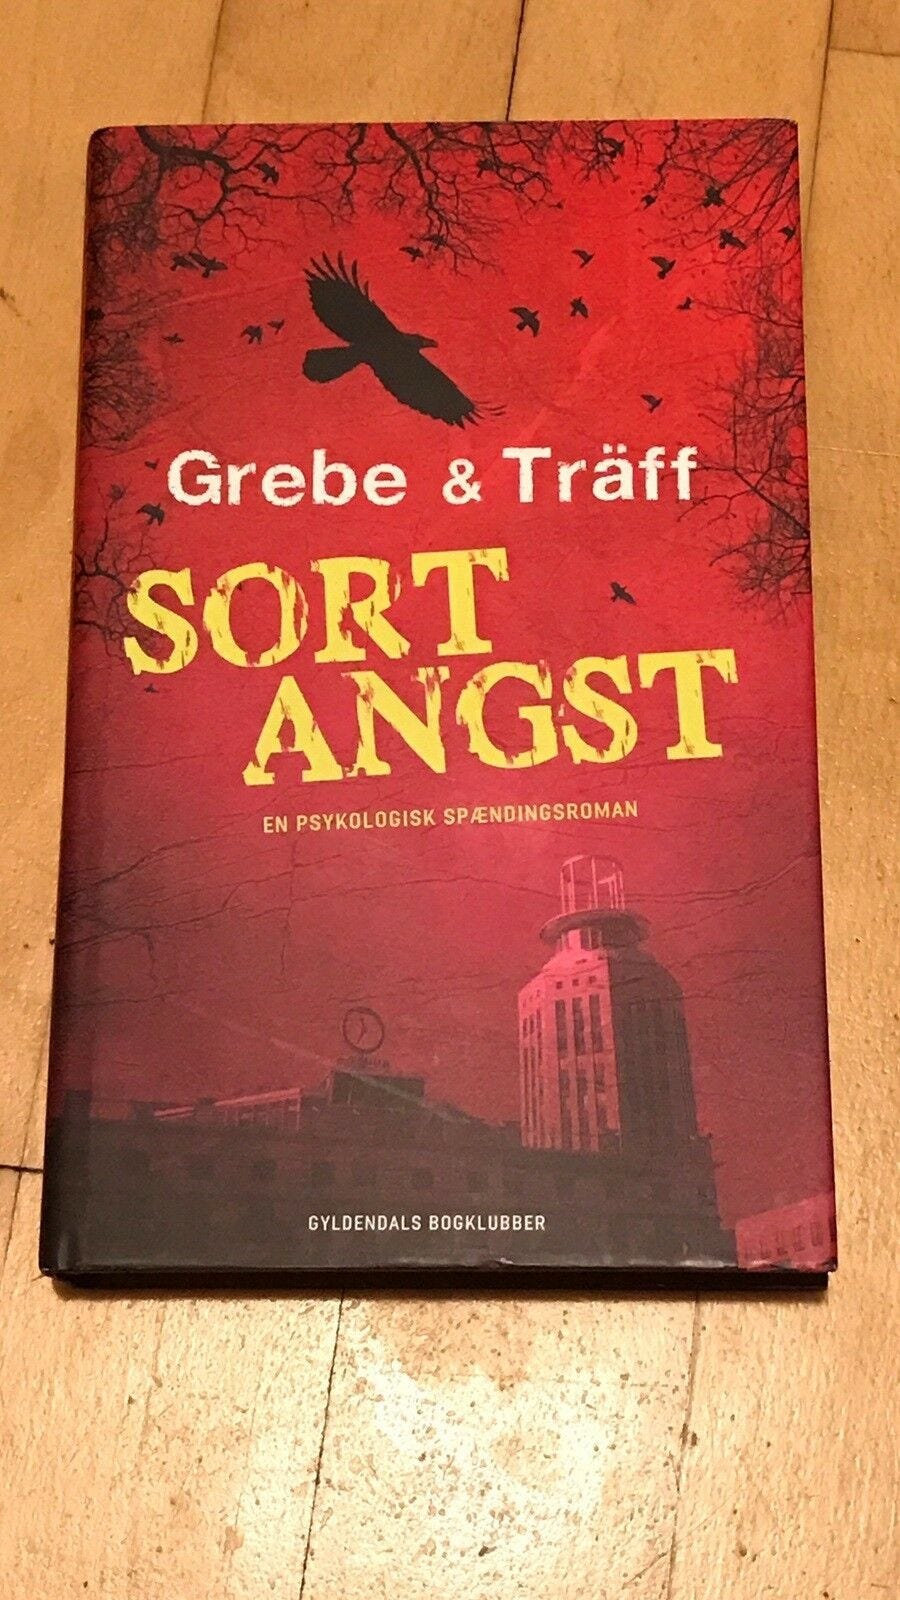 Grebe & Träff
SORT
ANGST
EN PSYKOLOGISK SPÆNDINGSROMAN
GYLDENDALS BOGKLUBBER